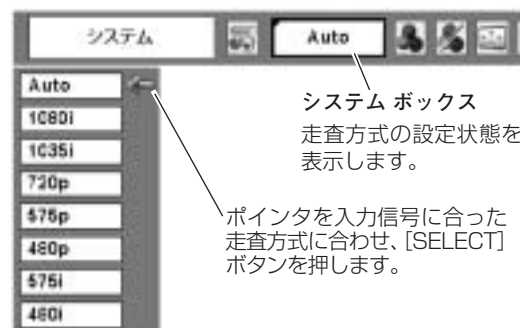 システム
Auto
Auto
1080i
1035i
720p
575p
480p
575i
480i
システム ボックス
走査方式の設定状態を
表示します。
ポインタを入力信号に合った
走査方式に合わせ、[SELECT]
ボタンを押します。